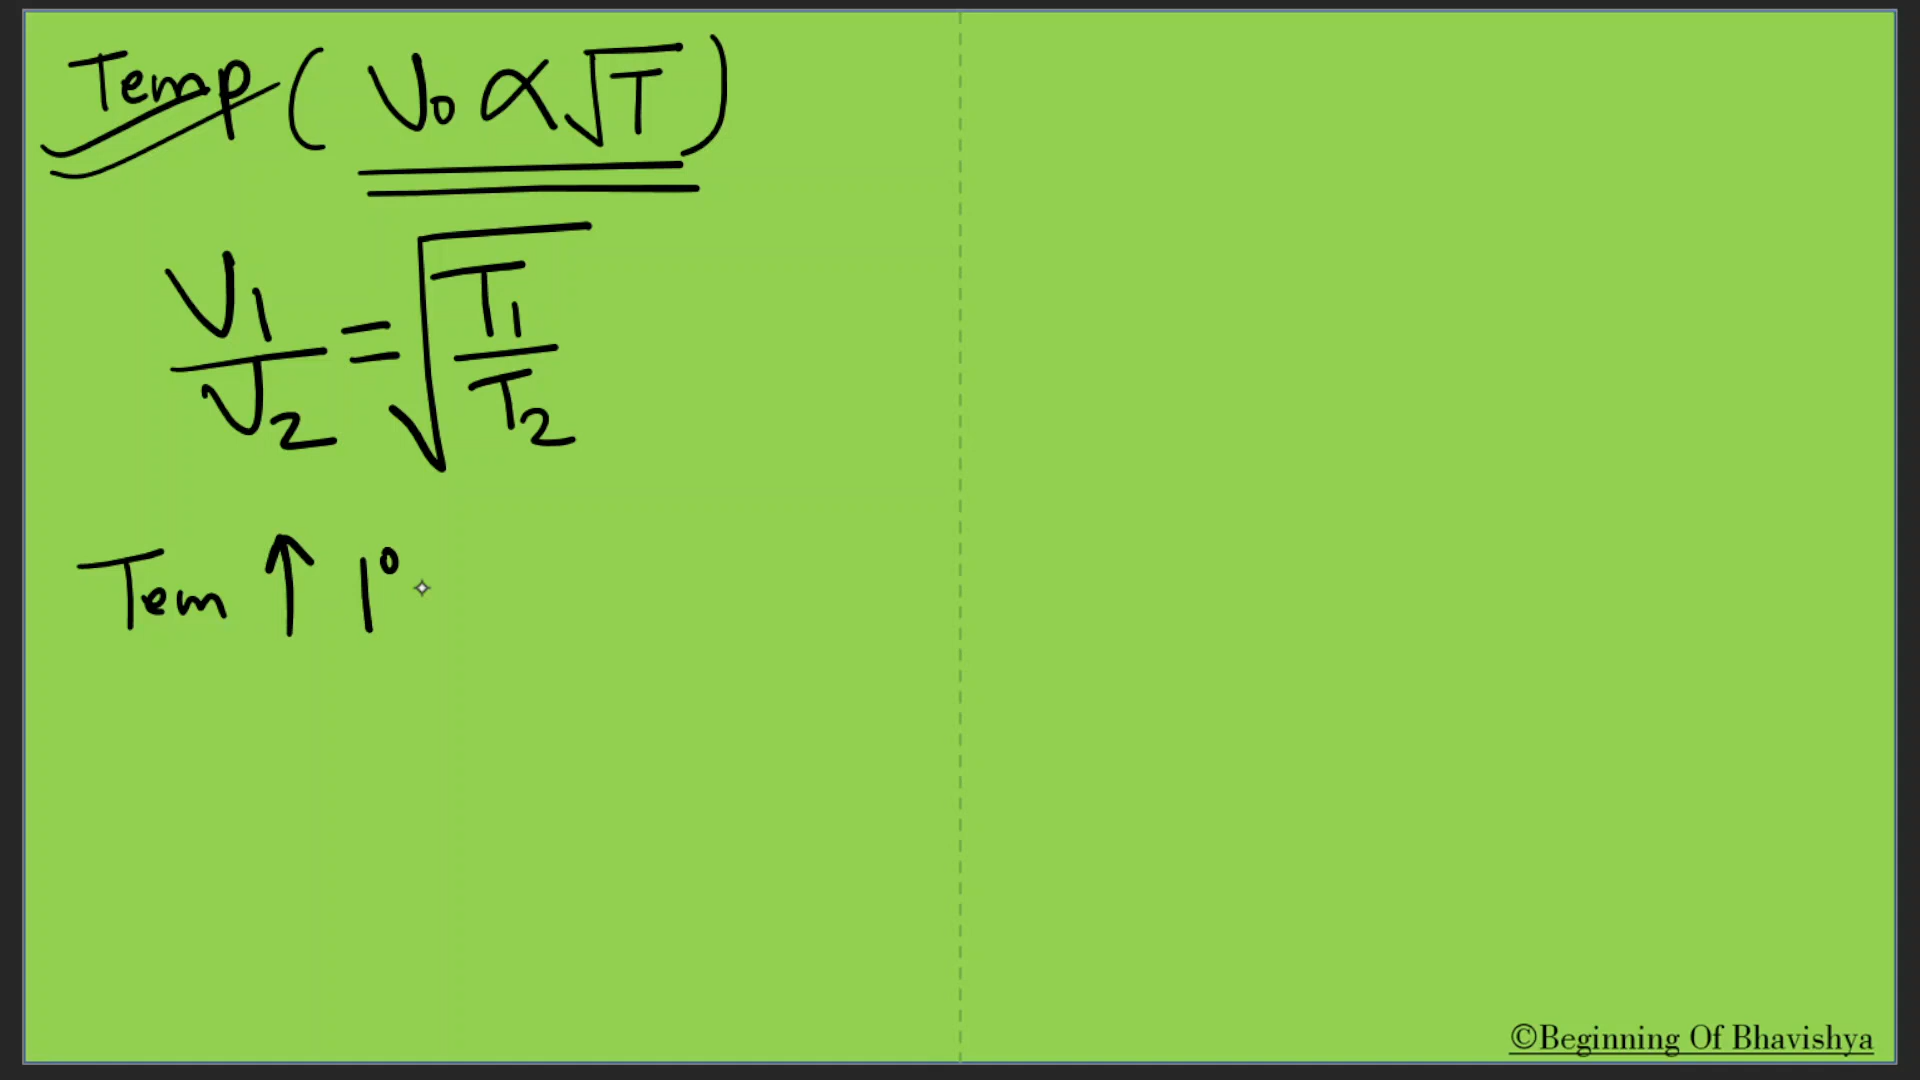 Temp ( V₀ ∝ √T )
V₁/V₂ = √(T₁/T₂)
Tem ↑ 1°
©Beginning Of Bhavishya